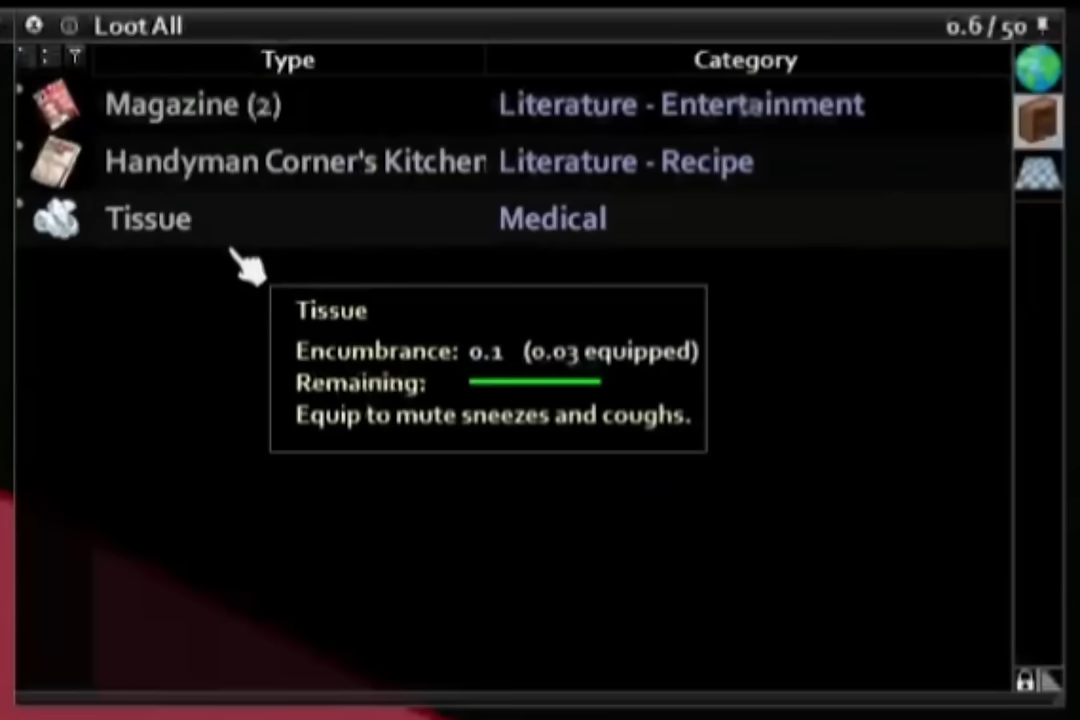 Loot All 0.6 / 50
Type Category
Magazine (2) Literature - Entertainment
Handyman Corner's Kitchen Literature - Recipe
Tissue Medical
Tissue
Encumbrance: 0.1 (0.03 equipped)
Remaining:
Equip to mute sneezes and coughs.